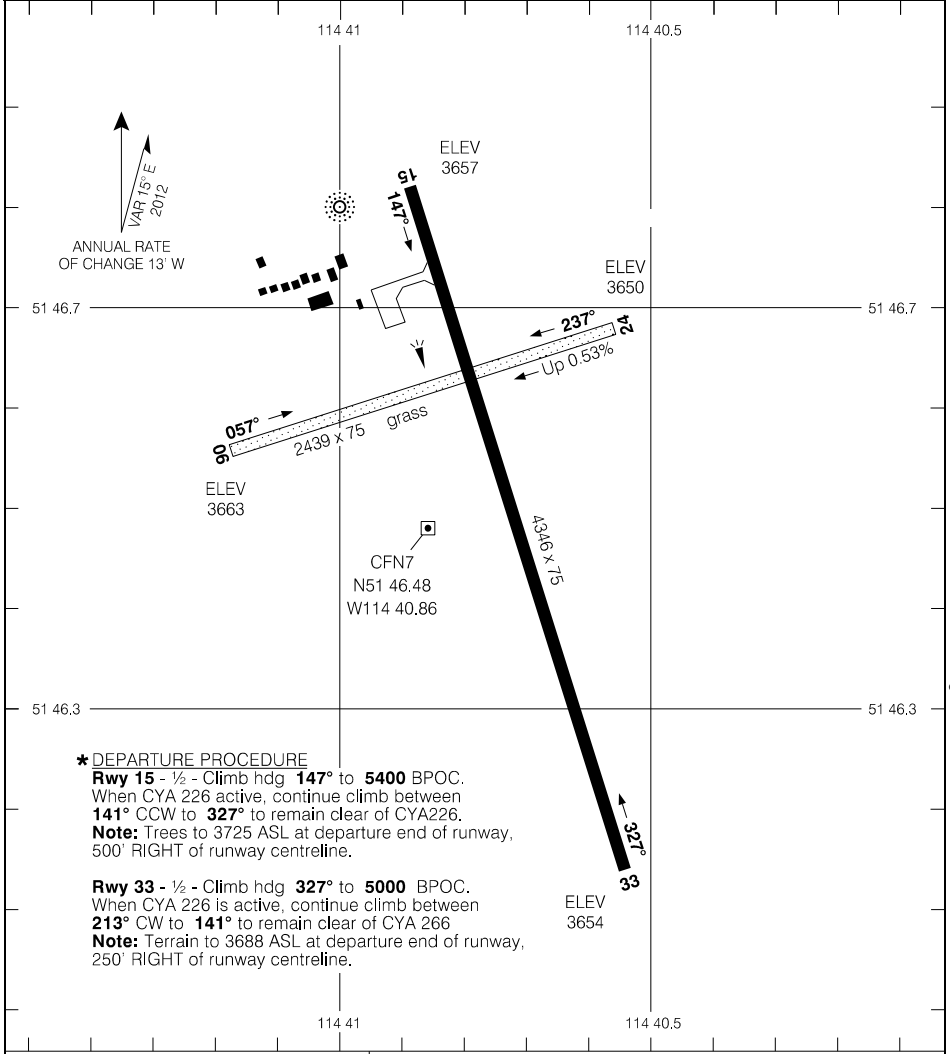 114 41
114 40.5
ELEV
3657
15
147°
VAR 15° E
2012
ANNUAL RATE
OF CHANGE 13' W
ELEV
3650
51 46.7
51 46.7
237°
24
Up 0.53%
057°
06
2439 x 75
grass
ELEV
3663
4346 x 75
CFN7
N51 46.48
W114 40.86
51 46.3
51 46.3
* DEPARTURE PROCEDURE
Rwy 15 - ½ - Climb hdg 147° to 5400 BPOC.
When CYA 226 active, continue climb between
141° CCW to 327° to remain clear of CYA226.
Note: Trees to 3725 ASL at departure end of runway,
500' RIGHT of runway centreline.
Rwy 33 - ½ - Climb hdg 327° to 5000 BPOC.
When CYA 226 is active, continue climb between
213° CW to 141° to remain clear of CYA 266
Note: Terrain to 3688 ASL at departure end of runway,
250' RIGHT of runway centreline.
327°
33
ELEV
3654
114 41
114 40.5